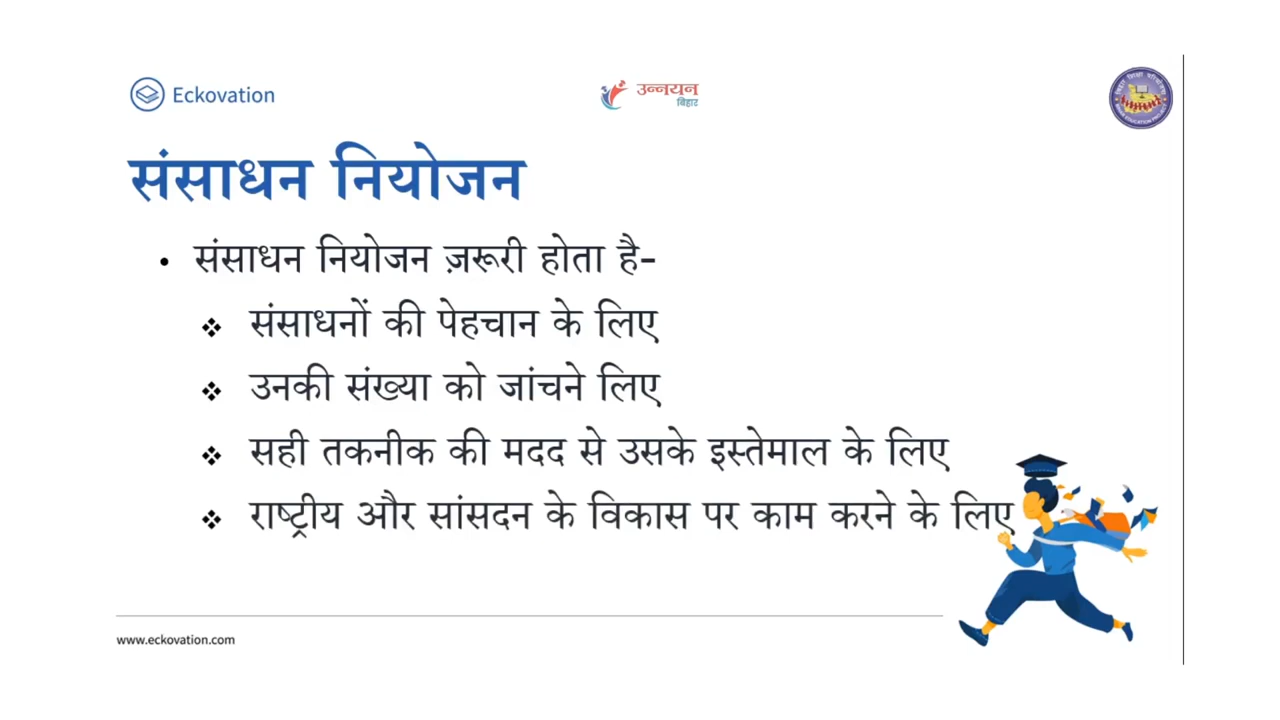 Eckovation
उन्नयन
बिहार
संसाधन नियोजन
• संसाधन नियोजन ज़रूरी होता है-
❖ संसाधनों की पेहचान के लिए
❖ उनकी संख्या को जांचने लिए
❖ सही तकनीक की मदद से उसके इस्तेमाल के लिए
❖ राष्ट्रीय और सांसदन के विकास पर काम करने के लिए
www.eckovation.com